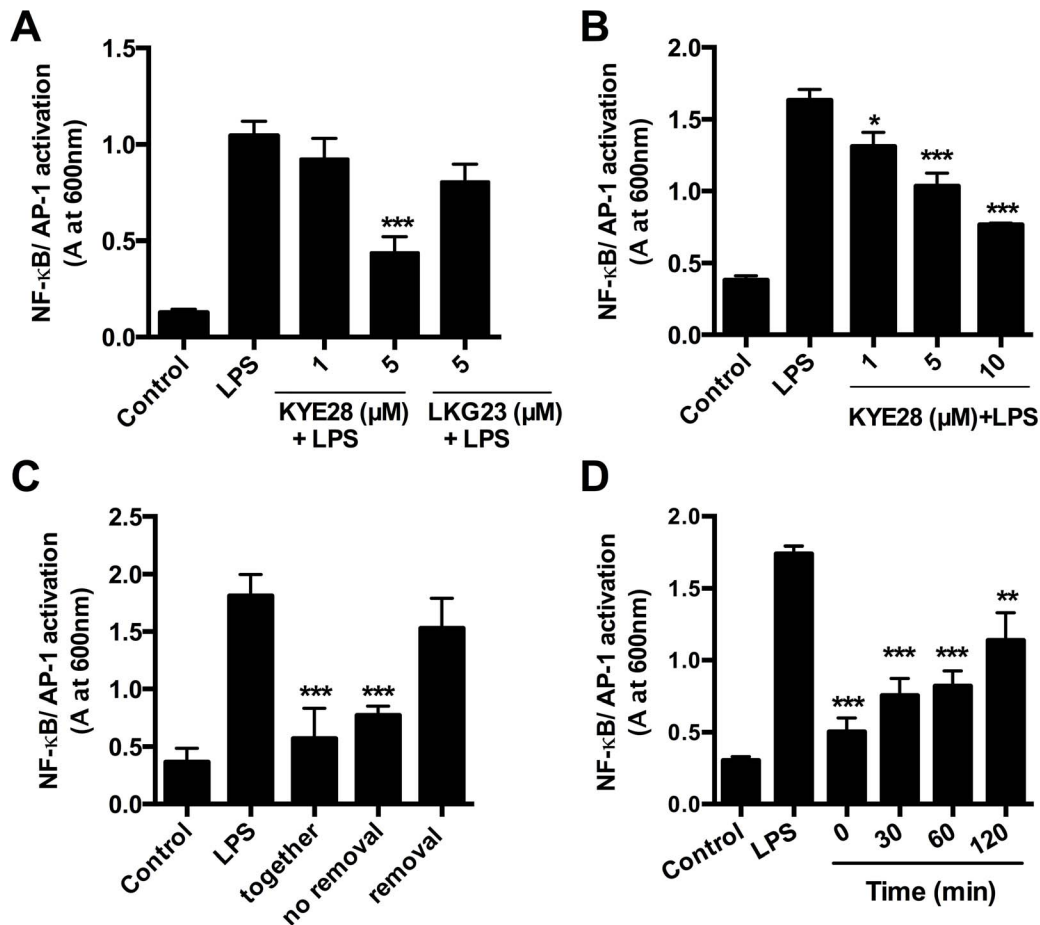 A
NF-κB/ AP-1 activation
(A at 600nm)
1.5
1.0
0.5
0.0
***
Control
LPS
1
5
5
KYE28 (µM)
+ LPS
LKG23 (µM)
+ LPS
B
NF-κB/ AP-1 activation
(A at 600nm)
2.0
1.5
1.0
0.5
0.0
*
***
***
Control
LPS
1
5
10
KYE28 (µM)+LPS
C
NF-κB/ AP-1 activation
(A at 600nm)
2.5
2.0
1.5
1.0
0.5
0.0
***
***
Control
LPS
together
no removal
removal
D
NF-κB/ AP-1 activation
(A at 600nm)
2.0
1.5
1.0
0.5
0.0
***
***
***
**
Control
LPS
0
30
60
120
Time (min)